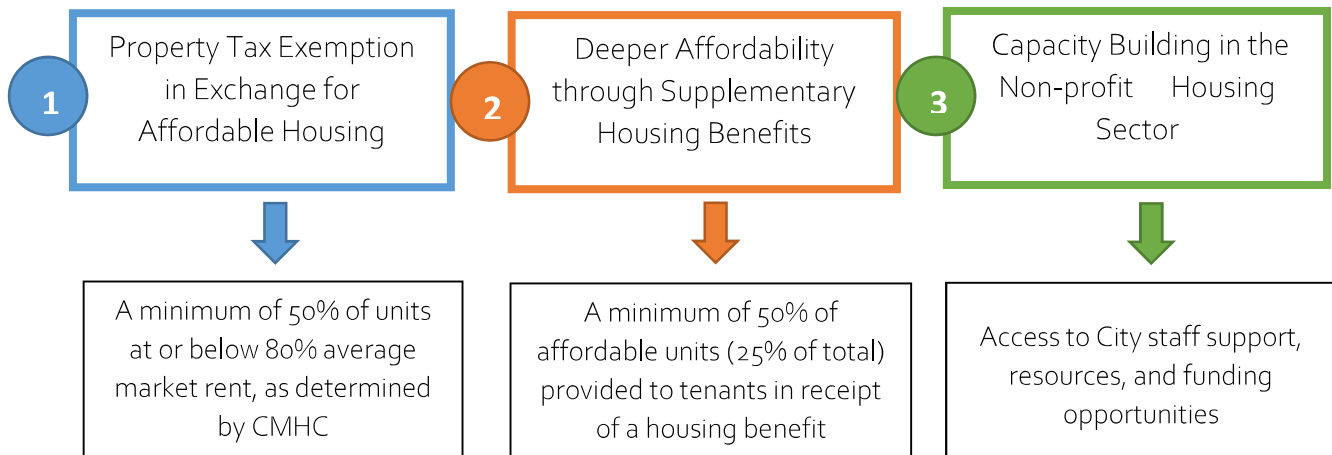 1
Property Tax Exemption
in Exchange for
Affordable Housing
2
Deeper Affordability
through Supplementary
Housing Benefits
3
Capacity Building in the
Non-profit Housing
Sector
A minimum of 50% of units
at or below 80% average
market rent, as determined
by CMHC
A minimum of 50% of
affordable units (25% of total)
provided to tenants in receipt
of a housing benefit
Access to City staff support,
resources, and funding
opportunities